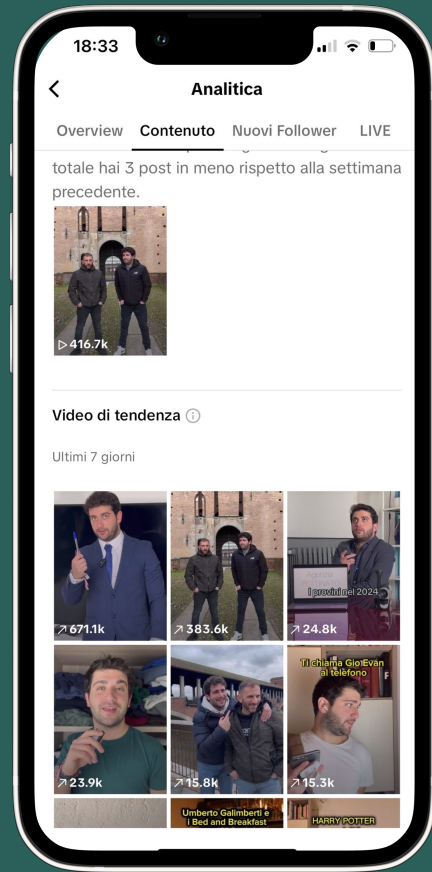 18:33
Analitica
Overview Contenuto Nuovi Follower LIVE
totale hai 3 post in meno rispetto alla settimana
precedente.
416.7k
Video di tendenza
Ultimi 7 giorni
671.1k
383.6k
I provini nel 2024
24.8k
23.9k
15.8k
Ti chiama Gio Evan
al telefono
15.3k
Umberto Galimberti e
i Bed and Breakfast
HARRY POTTER